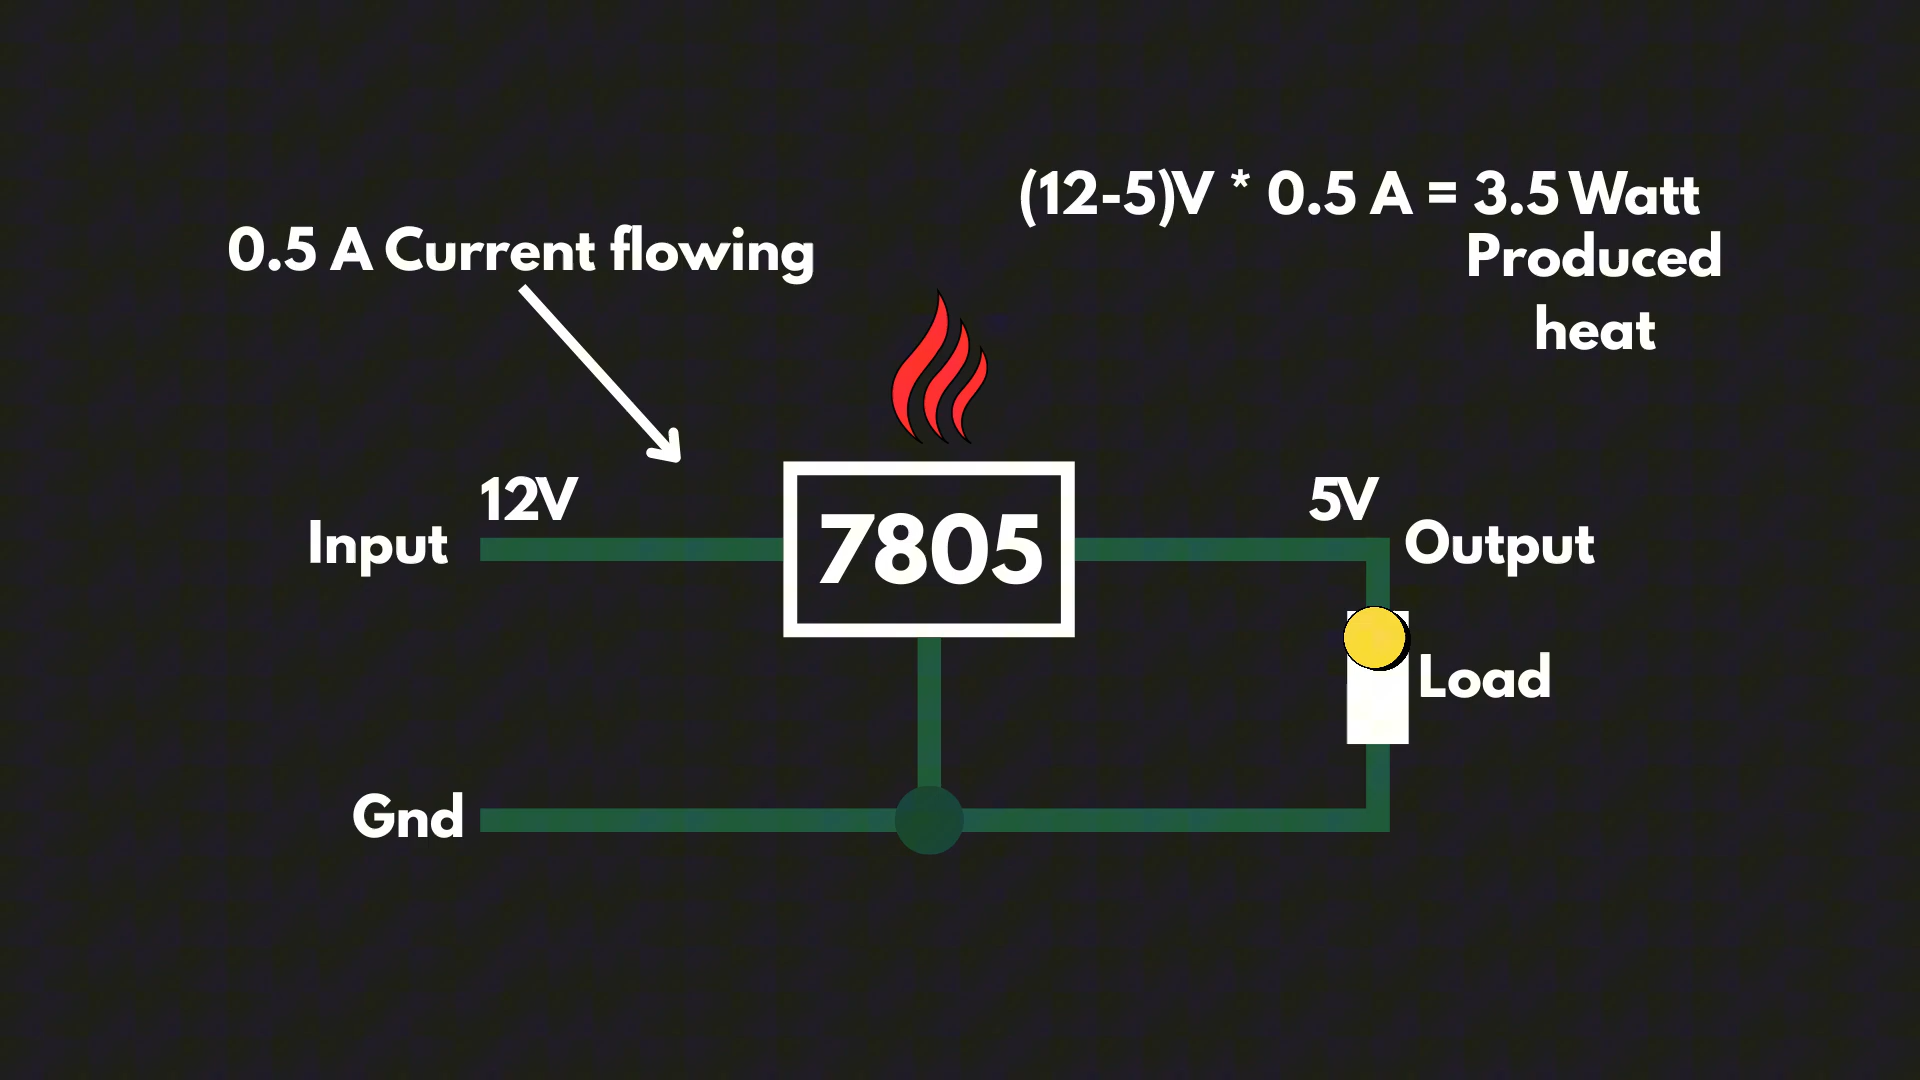 (12-5)V * 0.5 A = 3.5 Watt
Produced
heat
0.5 A Current flowing
12V
5V
Input
7805
Output
Load
Gnd